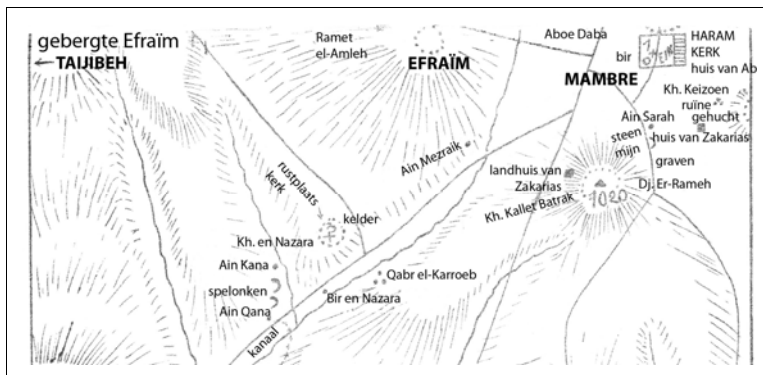 gebergte Efraïm
← TAIJIBEH
Ramet
el-Amleh
EFRAÏM
Aboe Daba
bir
MAMBRE
HARAM
KERK
huis van Ab
Kh. Keizoen
ruïne
gehucht
Ain Sarah
huis van Zakarias
steen
mijn
graven
Dj. Er-Rameh
1020
landhuis van
Zakarias
Kh. Kallet Batrak
Ain Mezraik
rustplaats
kerk
kelder
Kh. en Nazara
Ain Kana
spelonken
Ain Qana
Qabr el-Karroeb
Bir en Nazara
kanaal